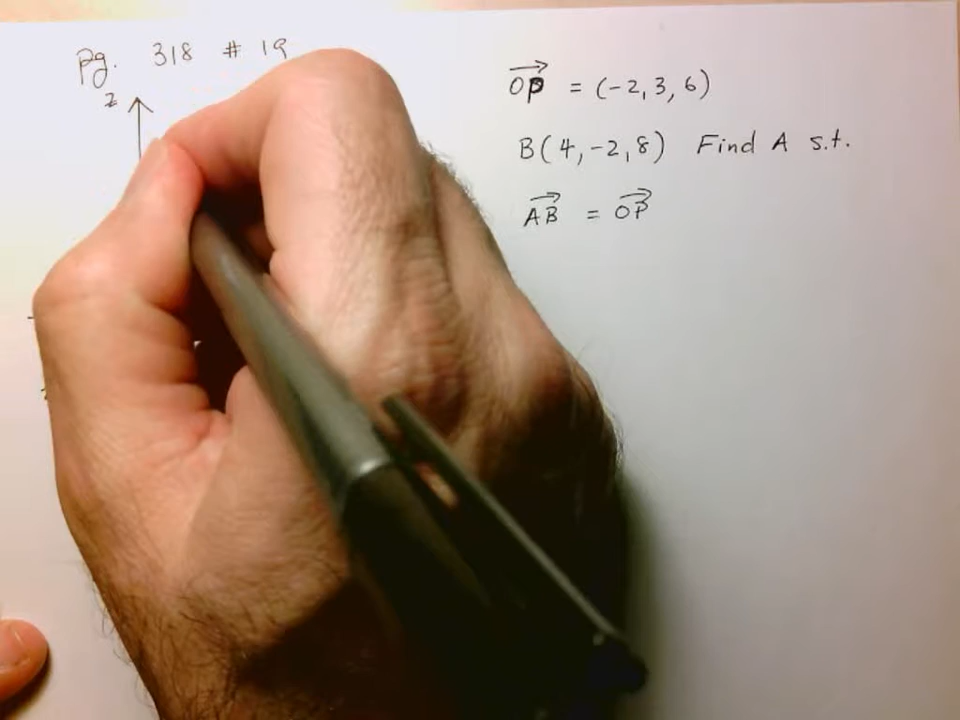 pg. 318 # 19
z
OP = (-2, 3, 6)
B(4, -2, 8) Find A s.t.
AB = OP